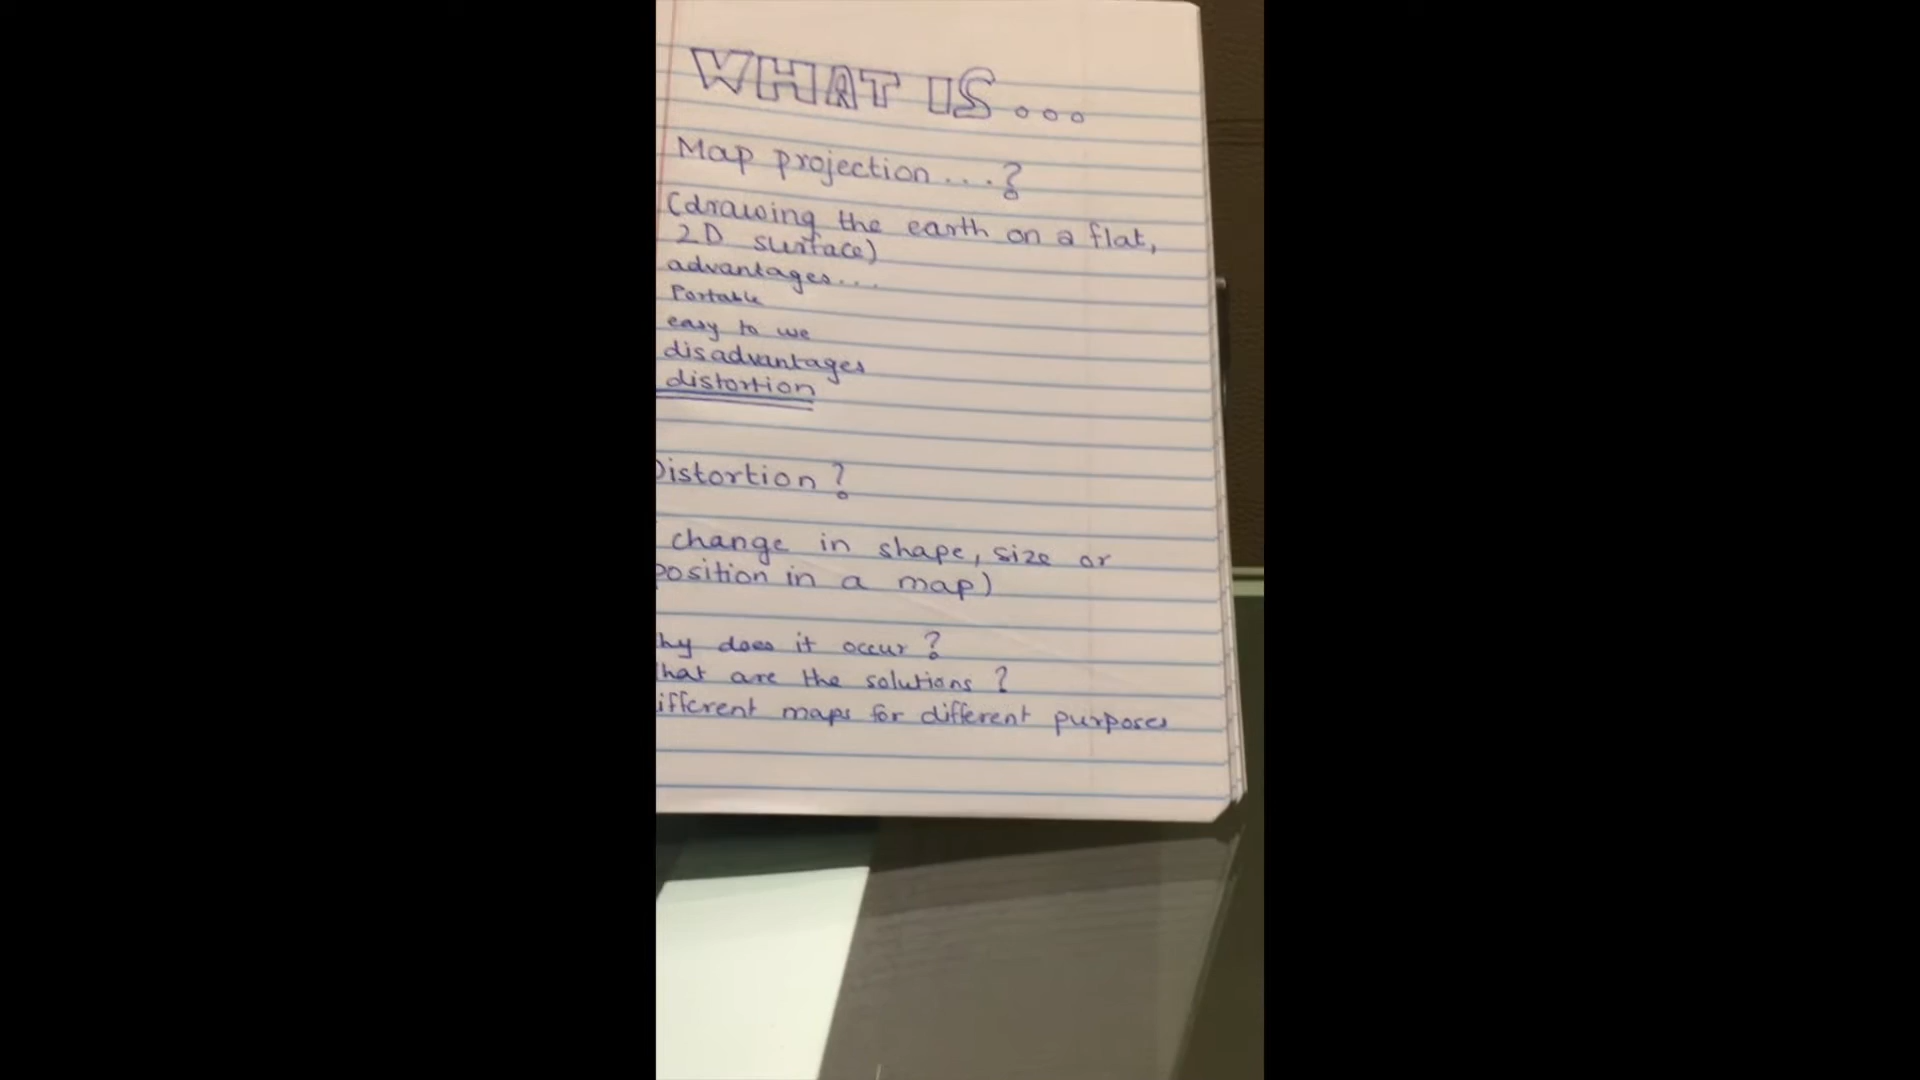 WHAT IS...
Map projection...?
(drawing the earth on a flat,
2D surface)
advantages...
Portable
easy to use
disadvantages
distortion
Distortion?
change in shape, size or
position in a map)
hy does it occur?
hat are the solutions?
ifferent maps for different purposes